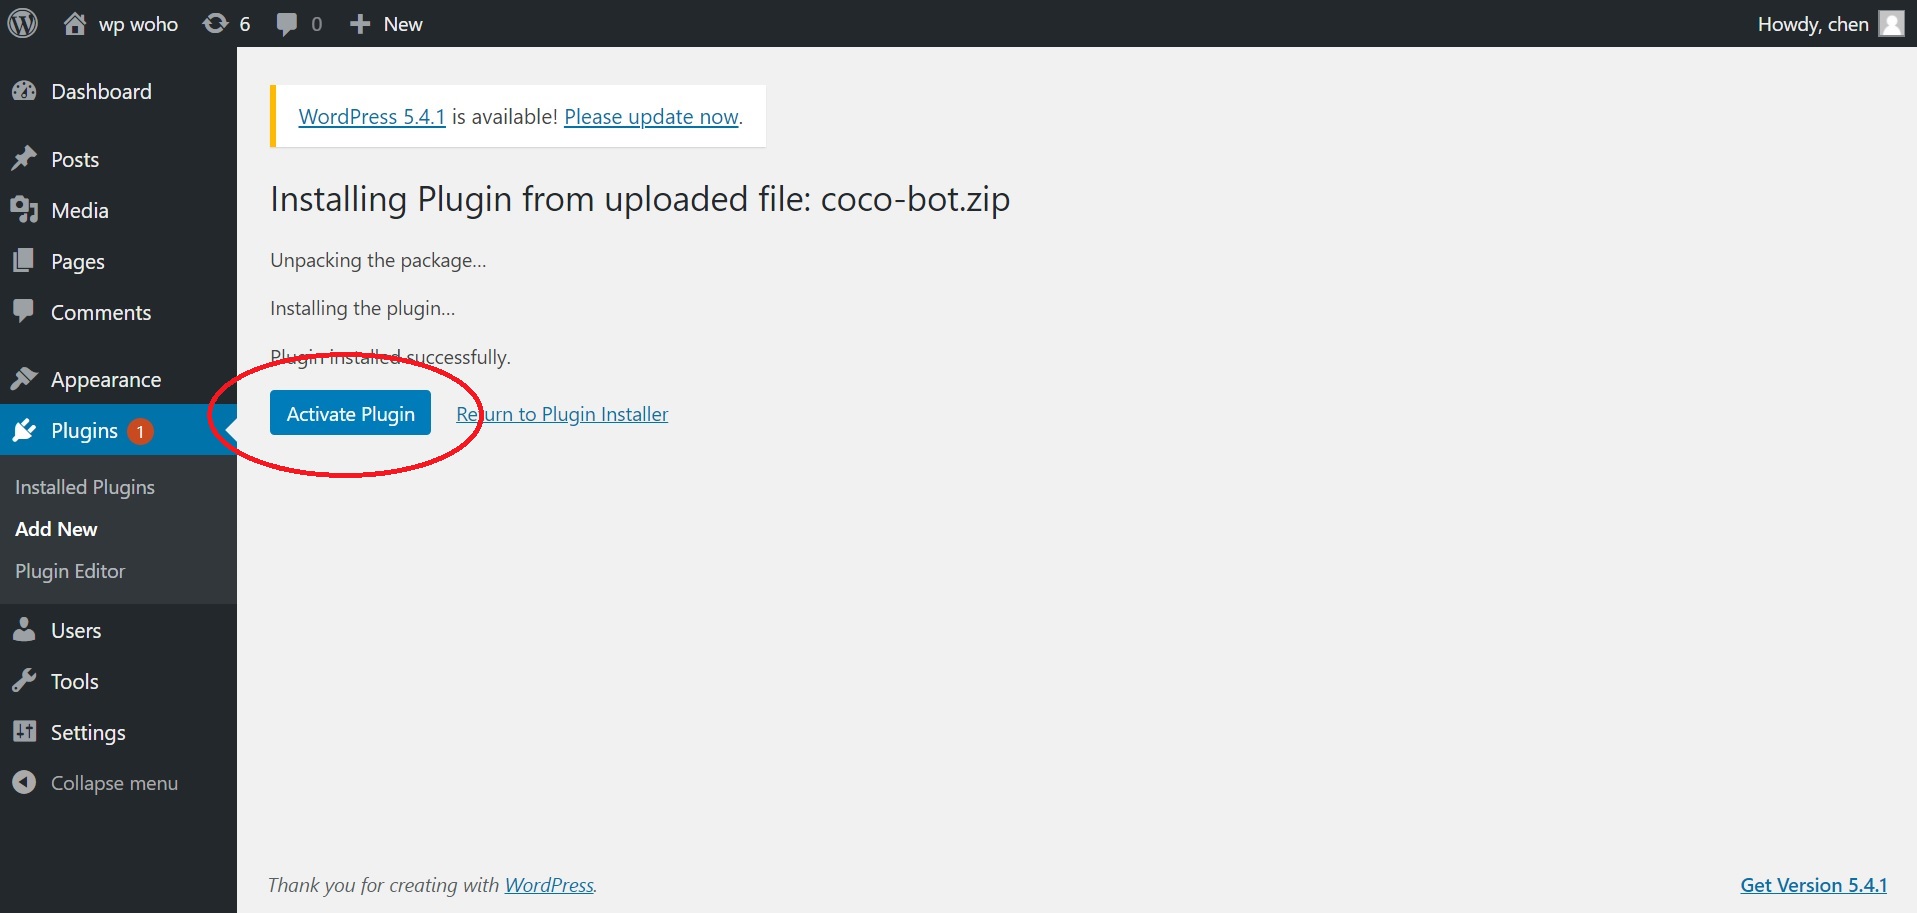 wp woho 6 0 New Howdy, chen
Dashboard
Posts
Media
Pages
Comments
Appearance
Plugins 1
Installed Plugins
Add New
Plugin Editor
Users
Tools
Settings
Collapse menu
WordPress 5.4.1 is available! Please update now.
Installing Plugin from uploaded file: coco-bot.zip
Unpacking the package...
Installing the plugin...
Plugin installed successfully.
Activate Plugin Return to Plugin Installer
Thank you for creating with WordPress. Get Version 5.4.1